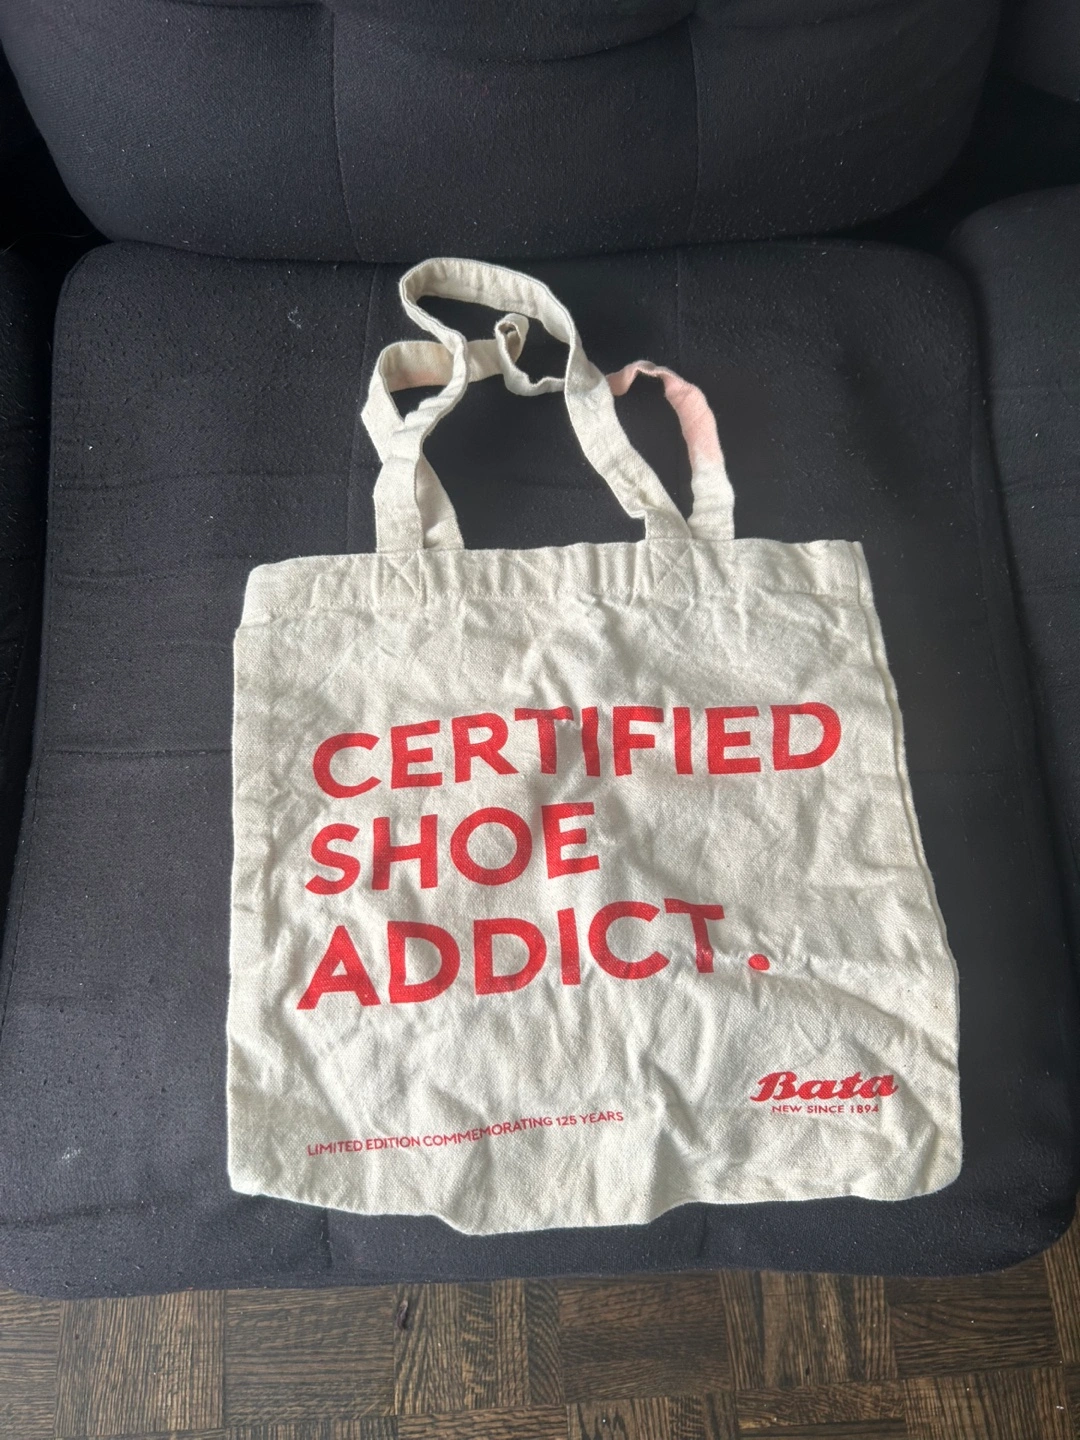 CERTIFIED
SHOE
ADDICT.
Bata
NEW SINCE 1894
LIMITED EDITION COMMEMORATING 125 YEARS